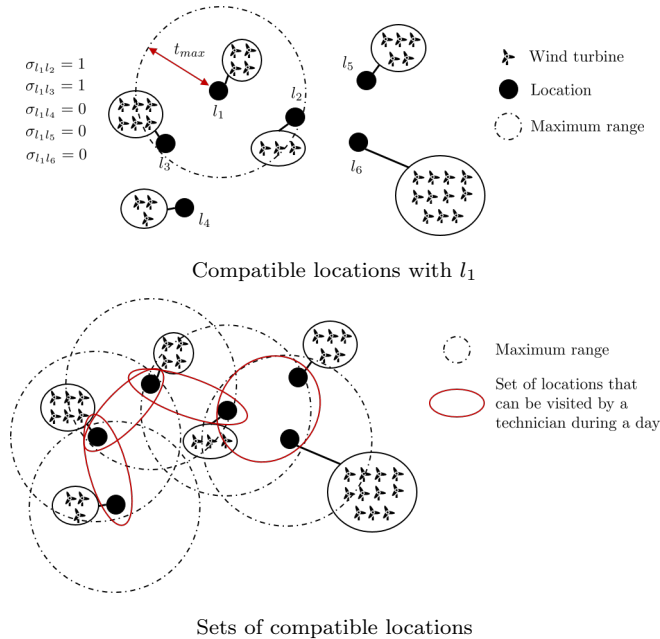 σ_{l₁l₂} = 1
σ_{l₁l₃} = 1
σ_{l₁l₄} = 0
σ_{l₁l₅} = 0
σ_{l₁l₆} = 0
t_{max}
l₁
l₂
l₃
l₄
l₅
l₆
Wind turbine
Location
Maximum range
Compatible locations with l₁
Maximum range
Set of locations that
can be visited by a
technician during a day
Sets of compatible locations